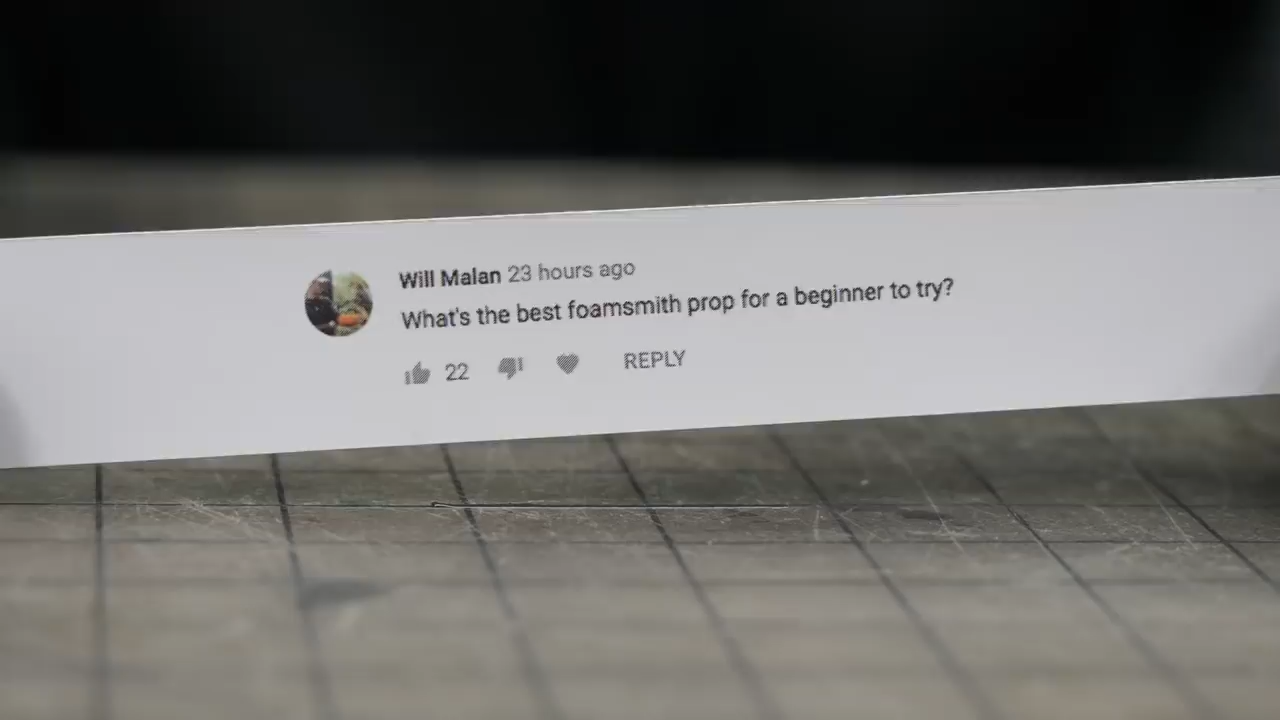 Will Malan 23 hours ago
What's the best foamsmith prop for a beginner to try?
22 REPLY